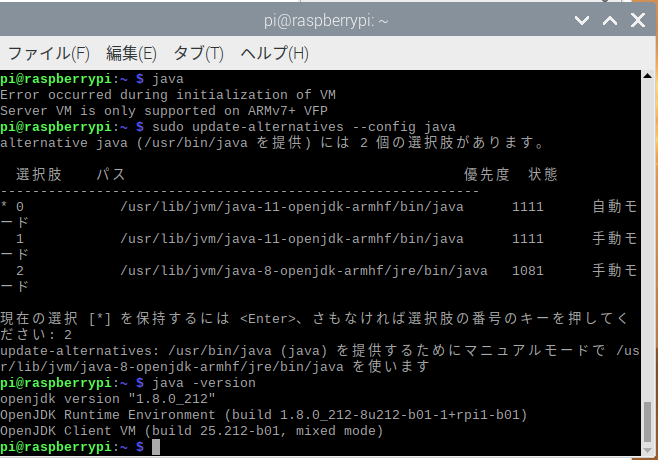 pi@raspberrypi: ~
ファイル(F) 編集(E) タブ(T) ヘルプ(H)
pi@raspberrypi:~ $ java
Error occurred during initialization of VM
Server VM is only supported on ARMv7+ VFP
pi@raspberrypi:~ $ sudo update-alternatives --config java
alternative java (/usr/bin/java を提供) には 2 個の選択肢があります。
選択肢 パス 優先度 状態
------------------------------------------------------------
* 0 /usr/lib/jvm/java-11-openjdk-armhf/bin/java 1111 自動モ
ード
1 /usr/lib/jvm/java-11-openjdk-armhf/bin/java 1111 手動モ
ード
2 /usr/lib/jvm/java-8-openjdk-armhf/jre/bin/java 1081 手動モ
ード
現在の選択 [*] を保持するには <Enter>、さもなければ選択肢の番号のキーを押してく
ださい: 2
update-alternatives: /usr/bin/java (java) を提供するためにマニュアルモードで /us
r/lib/jvm/java-8-openjdk-armhf/jre/bin/java を使います
pi@raspberrypi:~ $ java -version
openjdk version "1.8.0_212"
OpenJDK Runtime Environment (build 1.8.0_212-8u212-b01-1+rpi1-b01)
OpenJDK Client VM (build 25.212-b01, mixed mode)
pi@raspberrypi:~ $